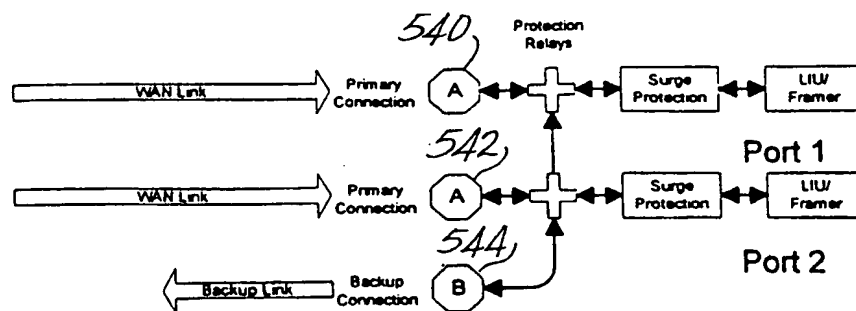 540
Protection
Relays
WAN Link
Primary
Connection
A
Surge
Protection
LIU/
Framer
Port 1
542
WAN Link
Primary
Connection
A
Surge
Protection
LIU/
Framer
Port 2
544
Backup Link
Backup
Connection
B